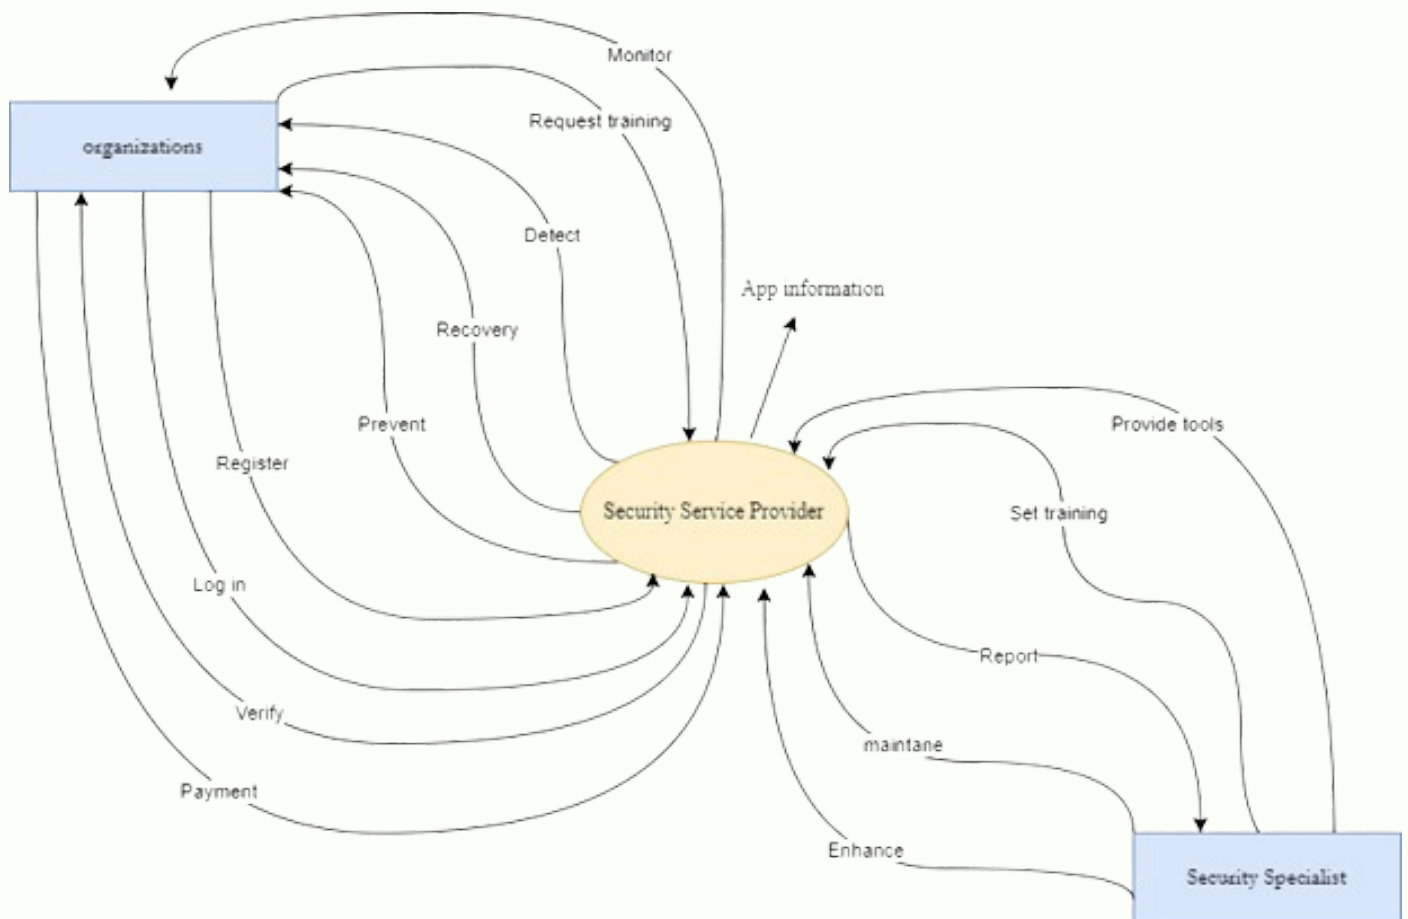 Monitor
Request training
organizations
Detect
App information
Recovery
Prevent
Provide tools
Register
Security Service Provider
Set training
Log in
Report
Verify
maintane
Payment
Enhance
Security Specialist